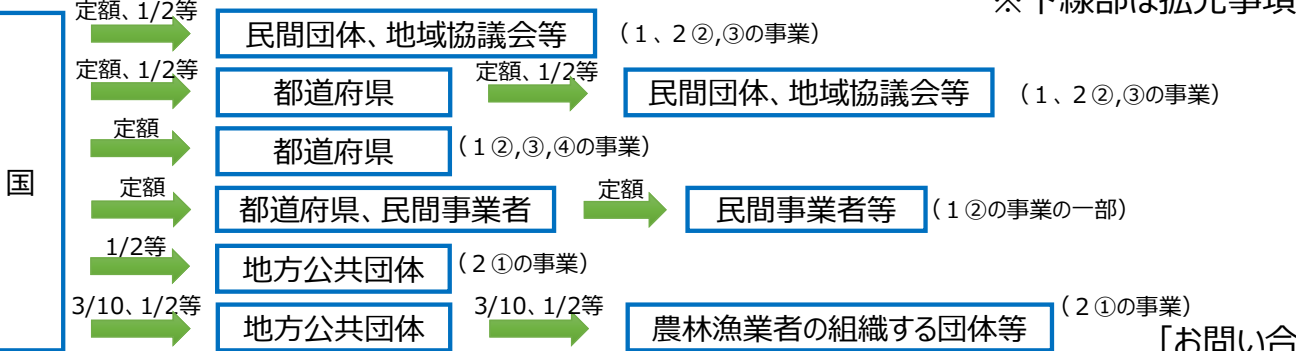 ※下線部は拡充事項
国
定額、1/2等
民間団体、地域協議会等
（１、２②,③の事業）
定額、1/2等
都道府県
定額、1/2等
民間団体、地域協議会等
（１、２②,③の事業）
定額
都道府県
（１②,③,④の事業）
定額
都道府県、民間事業者
定額
民間事業者等
（１②の事業の一部）
1/2等
地方公共団体
（２①の事業）
3/10、1/2等
地方公共団体
3/10、1/2等
農林漁業者の組織する団体等
（２①の事業）
［お問い合